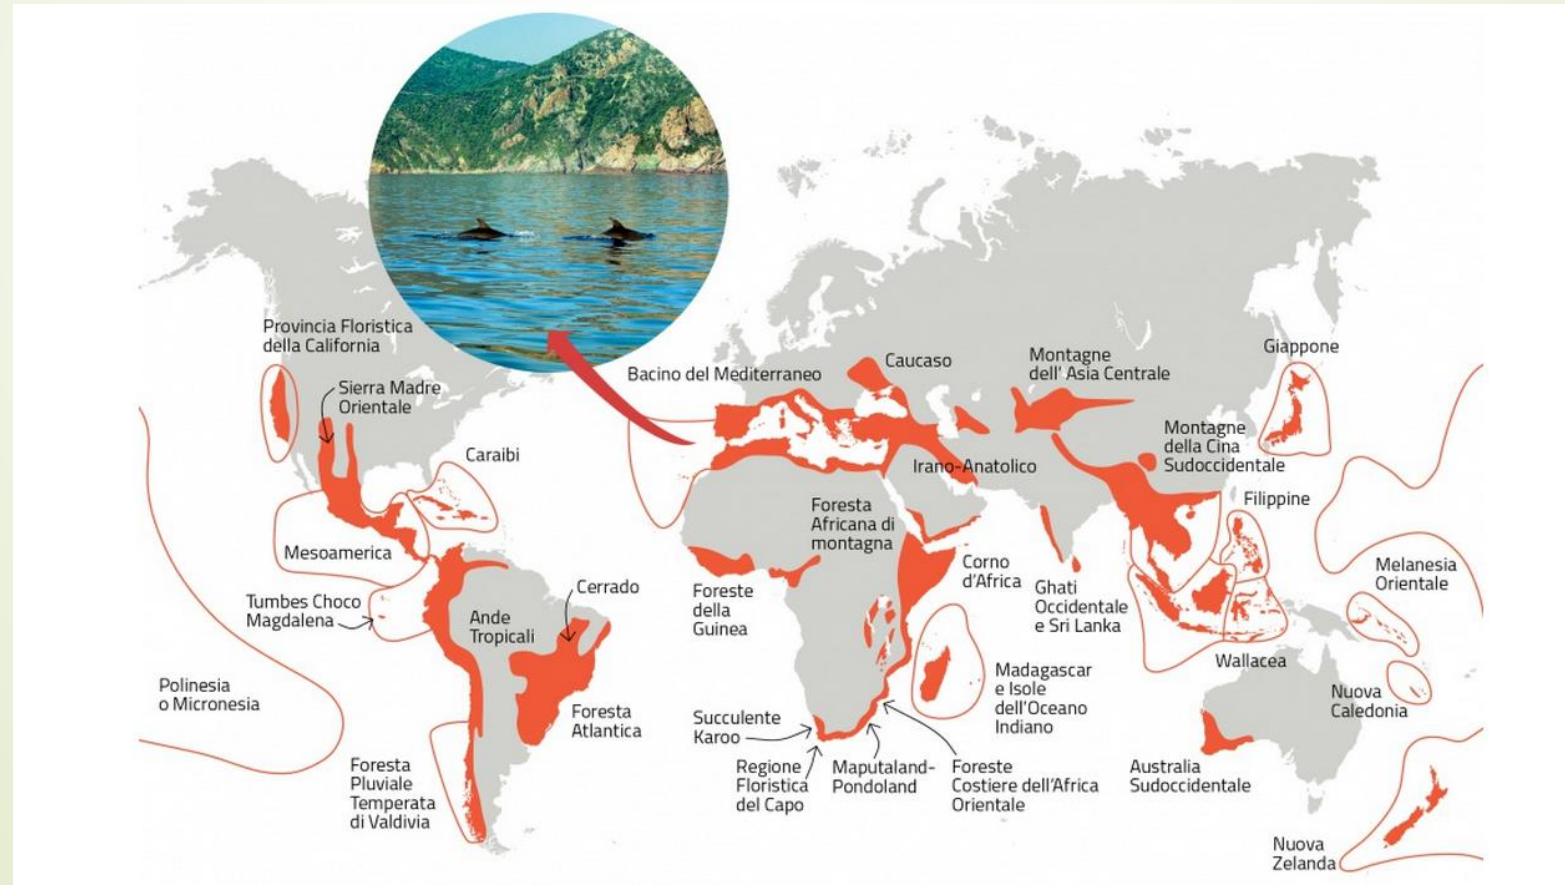 Provincia Floristica
della California
Sierra Madre
Orientale
Caraibi
Mesoamerica
Tumbes Choco
Magdalena
Ande
Tropicali
Cerrado
Polinesia
o Micronesia
Foresta
Atlantica
Foresta
Pluviale
Temperata
di Valdivia
Bacino del Mediterraneo
Caucaso
Montagne
dell' Asia Centrale
Giappone
Montagne
della Cina
Sudoccidentale
Irano-Anatolico
Filippine
Foresta
Africana di
montagna
Corno
d'Africa
Foreste
della
Guinea
Ghati
Occidentale
e Sri Lanka
Melanesia
Orientale
Wallacea
Madagascar
e Isole
dell'Oceano
Indiano
Nuova
Caledonia
Succulente
Karoo
Regione
Floristica
del Capo
Maputaland-
Pondoland
Foreste
Costiere dell'Africa
Orientale
Australia
Sudoccidentale
Nuova
Zelanda